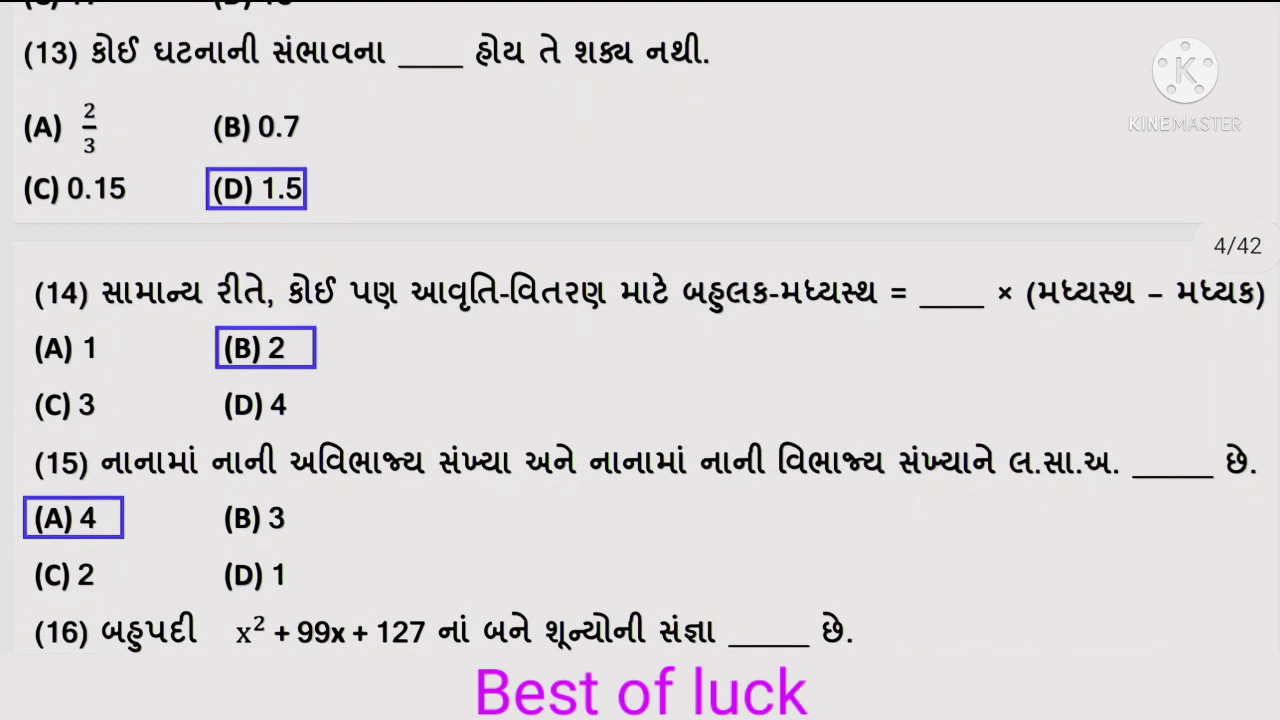 (13) કોઈ ઘટનાની સંભાવના ____ હોય તે શક્ય નથી.
KINEMASTER
(A) 2/3 (B) 0.7
(C) 0.15 (D) 1.5
4/42
(14) સામાન્ય રીતે, કોઈ પણ આવૃતિ-વિતરણ માટે બહુલક-મધ્યસ્થ = ____ × (મધ્યસ્થ – મધ્યક)
(A) 1 (B) 2
(C) 3 (D) 4
(15) નાનામાં નાની અવિભાજ્ય સંખ્યા અને નાનામાં નાની વિભાજ્ય સંખ્યાને લ.સા.અ. _____ છે.
(A) 4 (B) 3
(C) 2 (D) 1
(16) બહુપદી x² + 99x + 127 નાં બને શૂન્યોની સંજ્ઞા _____ છે.
Best of luck